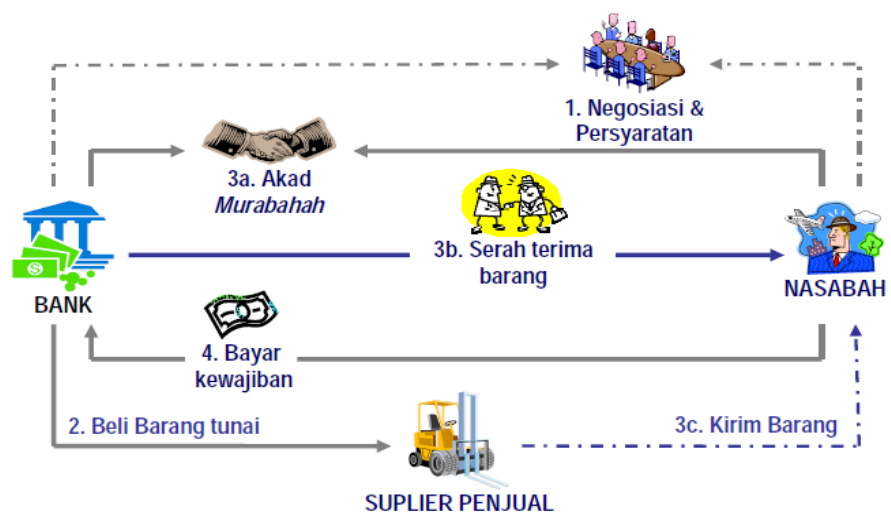 1. Negosiasi &
Persyaratan
3a. Akad
Murabahah
3b. Serah terima
barang
BANK
NASABAH
4. Bayar
kewajiban
2. Beli Barang tunai
3c. Kirim Barang
SUPLIER PENJUAL